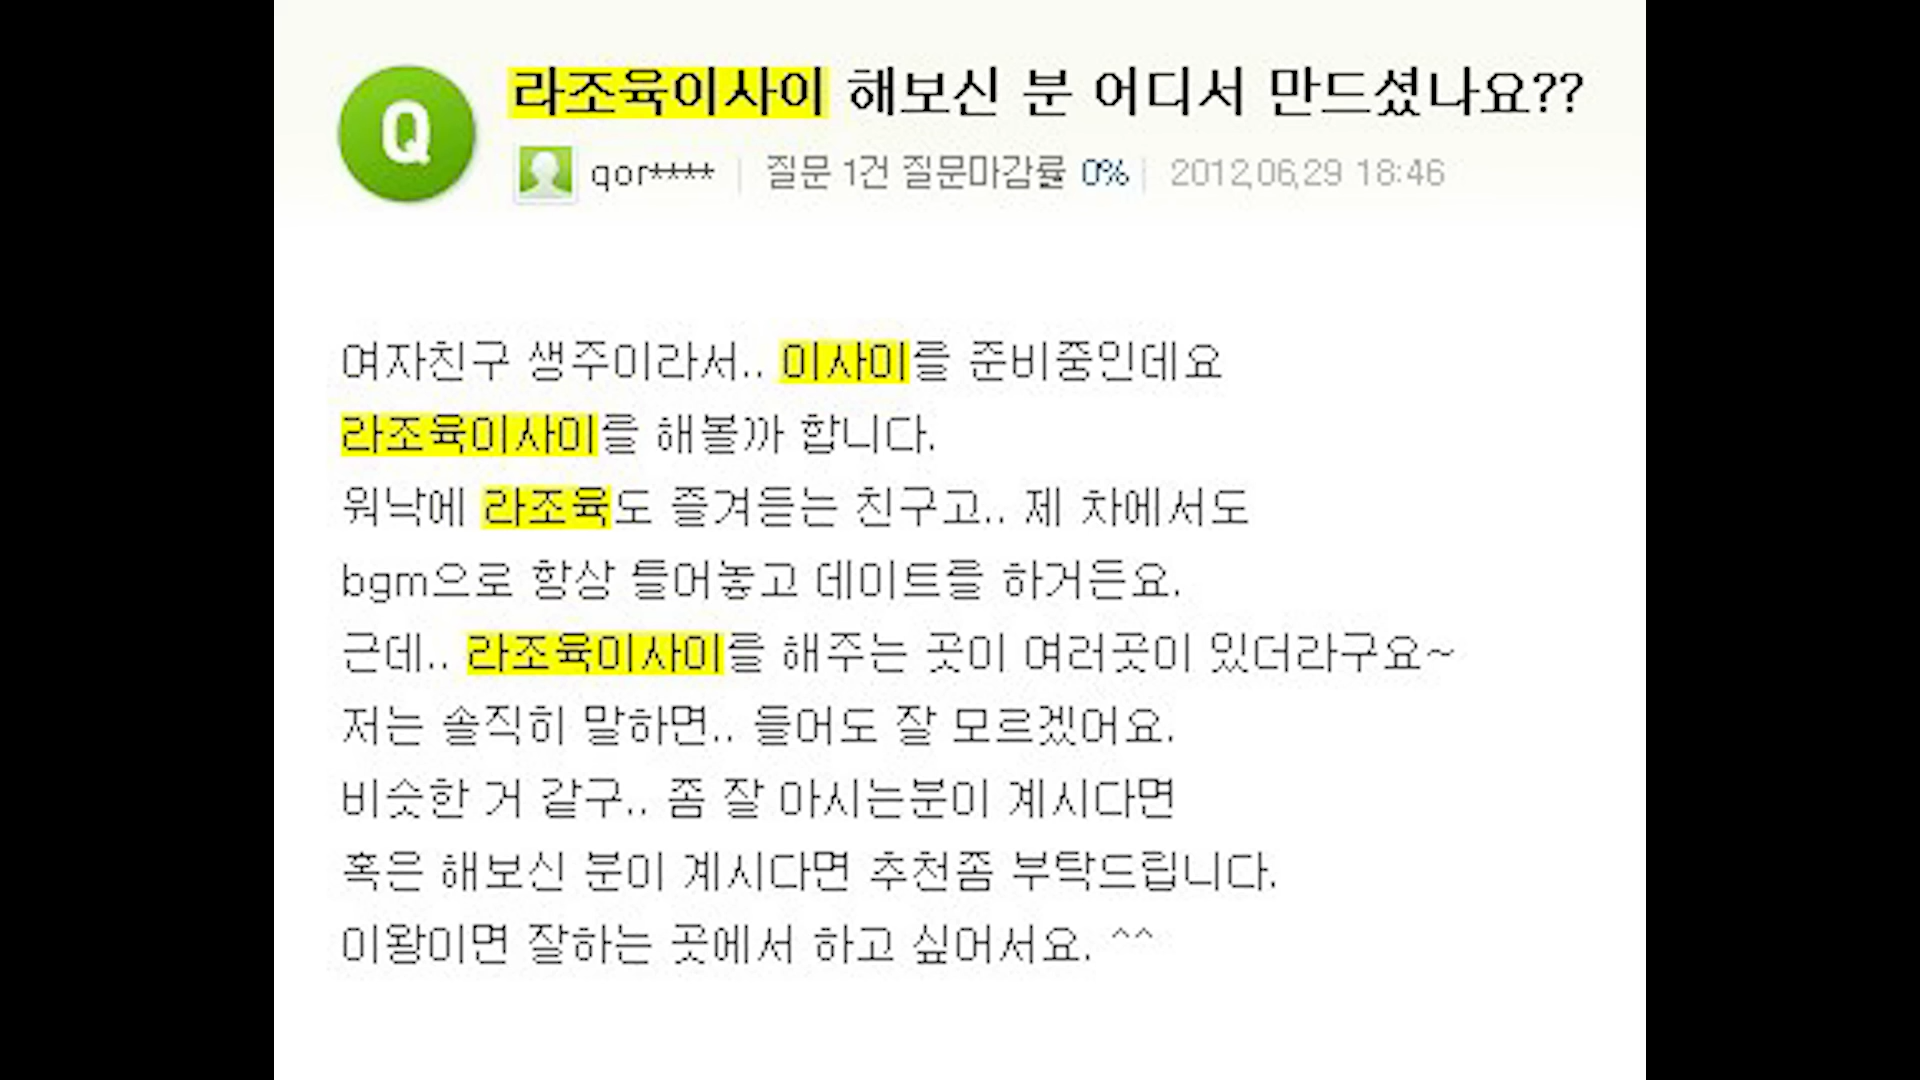 Q
라조육이사이 해보신 분 어디서 만드셨나요??
qor**** 질문 1건 질문마감률 0% 2012.06.29 18:46
여자친구 생주이라서.. 이사이를 준비중인데요
라조육이사이를 해볼까 합니다.
워낙에 라조육도 즐겨듣는 친구고.. 제 차에서도
bgm으로 항상 틀어놓고 데이트를 하거든요.
근데.. 라조육이사이를 해주는 곳이 여러곳이 있더라구요~
저는 솔직히 말하면.. 들어도 잘 모르겠어요.
비슷한 거 같구.. 좀 잘 아시는분이 계시다면
혹은 해보신 분이 계시다면 추천좀 부탁드립니다.
이왕이면 잘하는 곳에서 하고 싶어서요. ^^